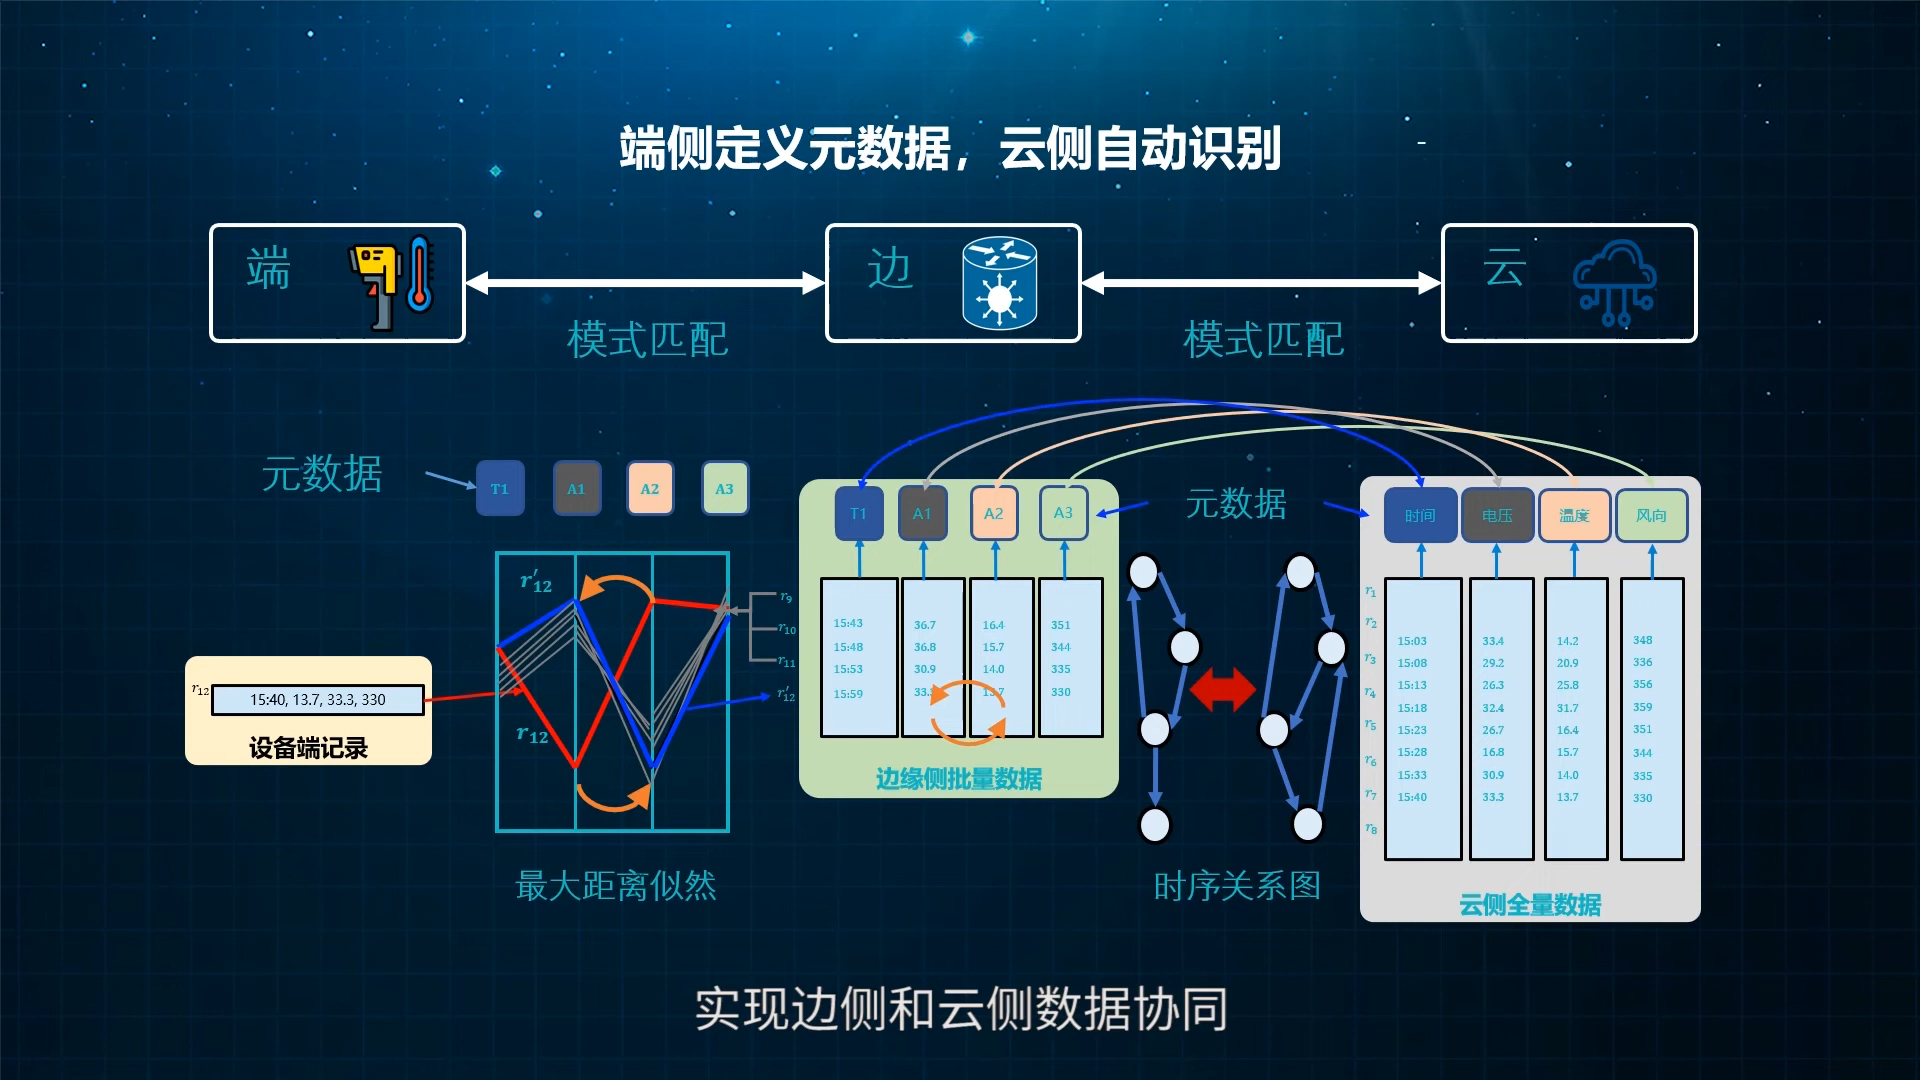 端侧定义元数据，云侧自动识别
端
边
云
模式匹配
模式匹配
元数据
T1
A1
A2
A3
r'12
r12
r12
15:40, 13.7, 33.3, 330
设备端记录
最大距离似然
r9
r10
r11
r'12
T1
A1
A2
A3
15:43 36.7 16.4 351
15:48 36.8 15.7 344
15:53 30.9 14.0 335
15:59 330
边缘侧批量数据
元数据
时序关系图
时间
电压
温度
风向
r1
r2
r3
r4
r5
r6
r7
r8
15:03 33.4 14.2 348
15:08 29.2 20.9 336
15:13 26.3 25.8 356
15:18 32.4 31.7 359
15:23 26.7 16.4 351
15:28 16.8 15.7 344
15:33 30.9 14.0 335
15:40 33.3 13.7 330
云侧全量数据
实现边侧和云侧数据协同